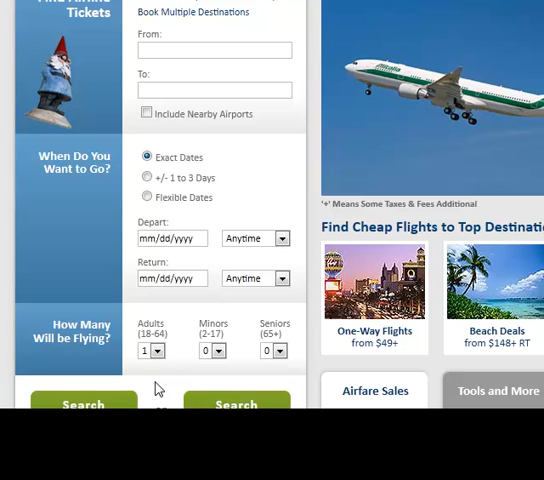 Find Airline
Tickets
Book Multiple Destinations
From:
To:
Include Nearby Airports
When Do You
Want to Go?
Exact Dates
+/- 1 to 3 Days
Flexible Dates
Depart:
mm/dd/yyyy Anytime
Return:
mm/dd/yyyy Anytime
How Many
Will be Flying?
Adults
(18-64)
Minors
(2-17)
Seniors
(65+)
1 0 0
Search
Search
Alitalia
'+' Means Some Taxes & Fees Additional
Find Cheap Flights to Top Destinati
One-Way Flights
from $49+
Beach Deals
from $148+ RT
Airfare Sales
Tools and More